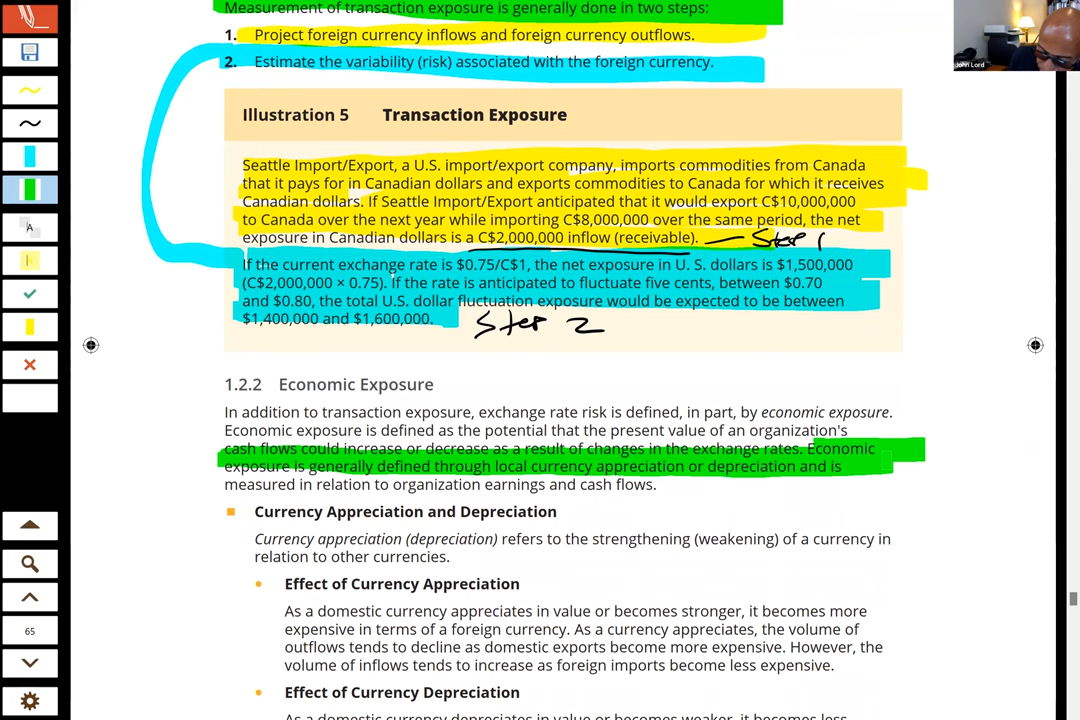 Measurement of transaction exposure is generally done in two steps:
1. Project foreign currency inflows and foreign currency outflows.
2. Estimate the variability (risk) associated with the foreign currency.
John Lord
Illustration 5 Transaction Exposure
Seattle Import/Export, a U.S. import/export company, imports commodities from Canada
that it pays for in Canadian dollars and exports commodities to Canada for which it receives
Canadian dollars. If Seattle Import/Export anticipated that it would export C$10,000,000
to Canada over the next year while importing C$8,000,000 over the same period, the net
exposure in Canadian dollars is a C$2,000,000 inflow (receivable). — Step 1
If the current exchange rate is $0.75/C$1, the net exposure in U. S. dollars is $1,500,000
(C$2,000,000 × 0.75). If the rate is anticipated to fluctuate five cents, between $0.70
and $0.80, the total U.S. dollar fluctuation exposure would be expected to be between
$1,400,000 and $1,600,000. Step 2
1.2.2 Economic Exposure
In addition to transaction exposure, exchange rate risk is defined, in part, by economic exposure.
Economic exposure is defined as the potential that the present value of an organization's
cash flows could increase or decrease as a result of changes in the exchange rates. Economic
exposure is generally defined through local currency appreciation or depreciation and is
measured in relation to organization earnings and cash flows.
Currency Appreciation and Depreciation
Currency appreciation (depreciation) refers to the strengthening (weakening) of a currency in
relation to other currencies.
Effect of Currency Appreciation
As a domestic currency appreciates in value or becomes stronger, it becomes more
expensive in terms of a foreign currency. As a currency appreciates, the volume of
outflows tends to decline as domestic exports become more expensive. However, the
volume of inflows tends to increase as foreign imports become less expensive.
Effect of Currency Depreciation
As a domestic currency depreciates in value or becomes weaker, it becomes less
A
65